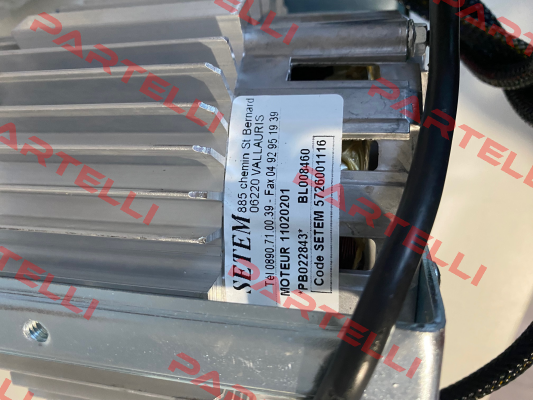 SETEM
885 chemin St Bernard
06220 VALLAURIS
Tél 0890.71.00.39 - Fax 04 92 95 19 39
MOTEUR 11020201
*PB022843* BL008460
Code SETEM 5726001116
PARTELLI
PARTELLI
PARTELLI
PARTELLI
PARTELLI